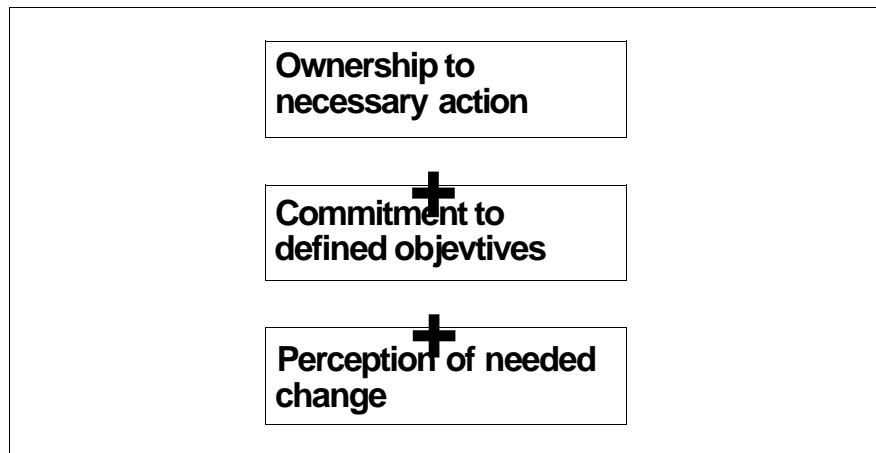 Ownership to
necessary action
+
Commitment to
defined objevtives
+
Perception of needed
change